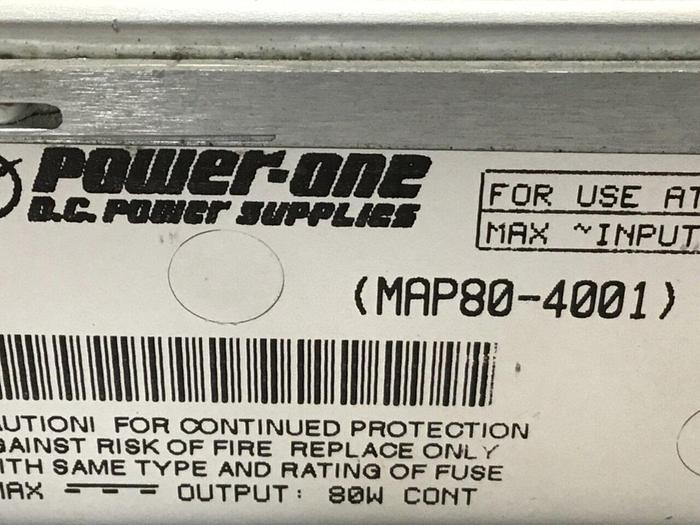 power-one
D.C. POWER SUPPLIES
FOR USE AT
MAX ~INPUT
(MAP80-4001)
AUTION! FOR CONTINUED PROTECTION
GAINST RISK OF FIRE REPLACE ONLY
ITH SAME TYPE AND RATING OF FUSE
MAX OUTPUT: 80W CONT